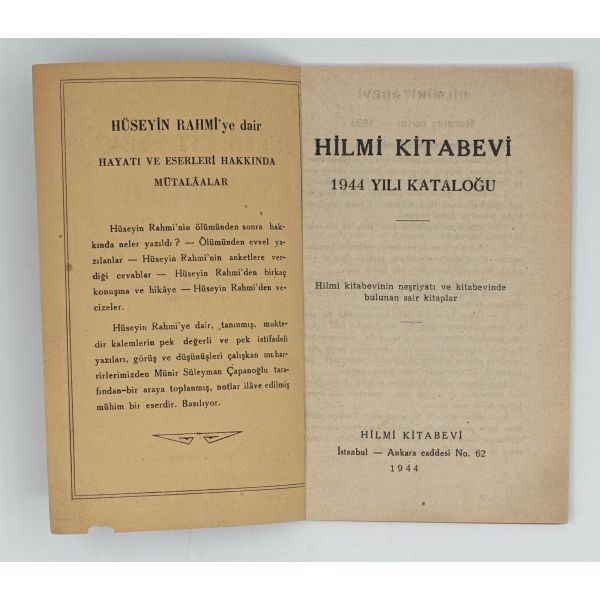 HÜSEYİN RAHMİ'ye dair
HAYATI VE ESERLERİ HAKKINDA
MÜTALÂALAR
Hüseyin Rahmi'nin ölümünden sonra hak-
kında neler yazıldı? — Ölümünden evvel ya-
zılanlar — Hüseyin Rahmi'nin anketlere ver-
diği cevablar — Hüseyin Rahmi'den birkaç
konuşma ve hikâye — Hüseyin Rahmi'den ve-
cizeler.
Hüseyin Rahmi'ye dair, tanınmış, mukte-
dir kalemlerin pek değerli ve pek istifadeli
yazıları, görüş ve düşünüşleri çalışkan muhar-
rirlerimizden Münir Süleyman Çapanoğlu tara-
fından bir araya toplanmış, notlar ilâve edilmiş
mühim bir eserdir. Basılıyor.
HİLMİ KİTABEVİ
1944 YILI KATALOĞU
Hilmi kitabevinin neşriyatı ve kitabevinde
bulunan sair kitaplar
HİLMİ KİTABEVİ
İstanbul — Ankara caddesi No. 62
1944